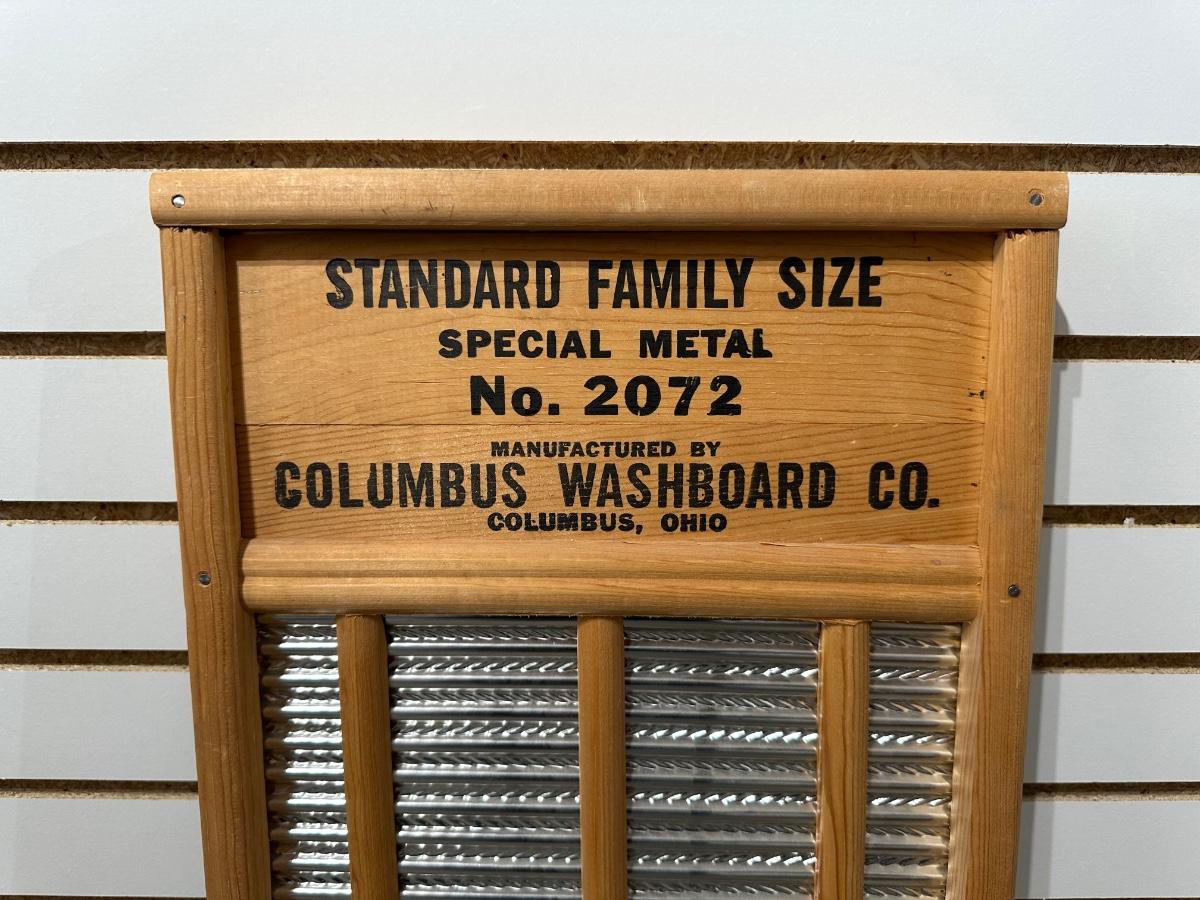 STANDARD FAMILY SIZE
SPECIAL METAL
No. 2072
MANUFACTURED BY
COLUMBUS WASHBOARD CO.
COLUMBUS, OHIO